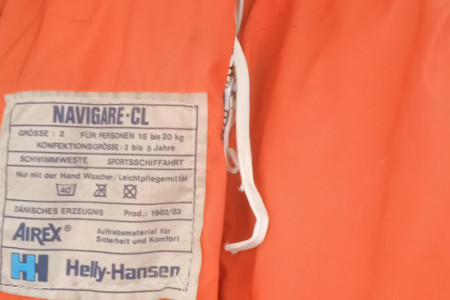 NAVIGARE·CL
GRÖSSE: 2 FÜR PERSONEN 15 bis 20 kg
KONFEKTIONSGRÖSSE: 3 bis 5 Jahre
SCHWIMMWESTE SPORTSSCHIFFAHRT
Nur mit der Hand Wascher/Leichtpflegemittel
40°
DÄNISCHES ERZEUGNIS Prod.: 1982/83
AIREX® Auftriebsmaterial für
Sicherheit und Komfort
HH Helly-Hansen